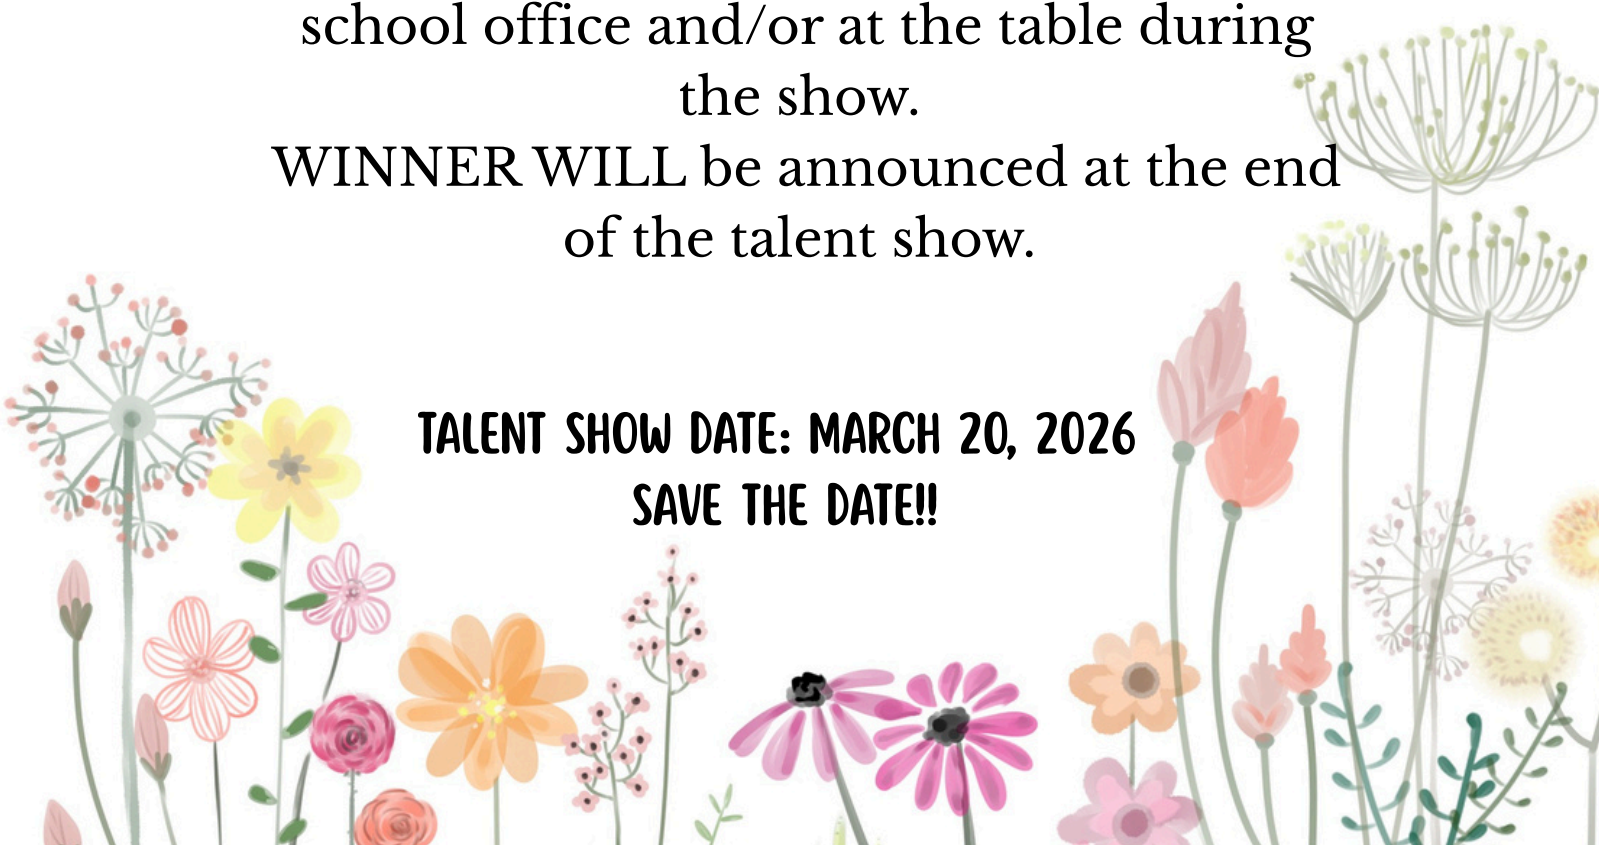 school office and/or at the table during
the show.
WINNER WILL be announced at the end
of the talent show.
TALENT SHOW DATE: MARCH 20, 2026
SAVE THE DATE!!